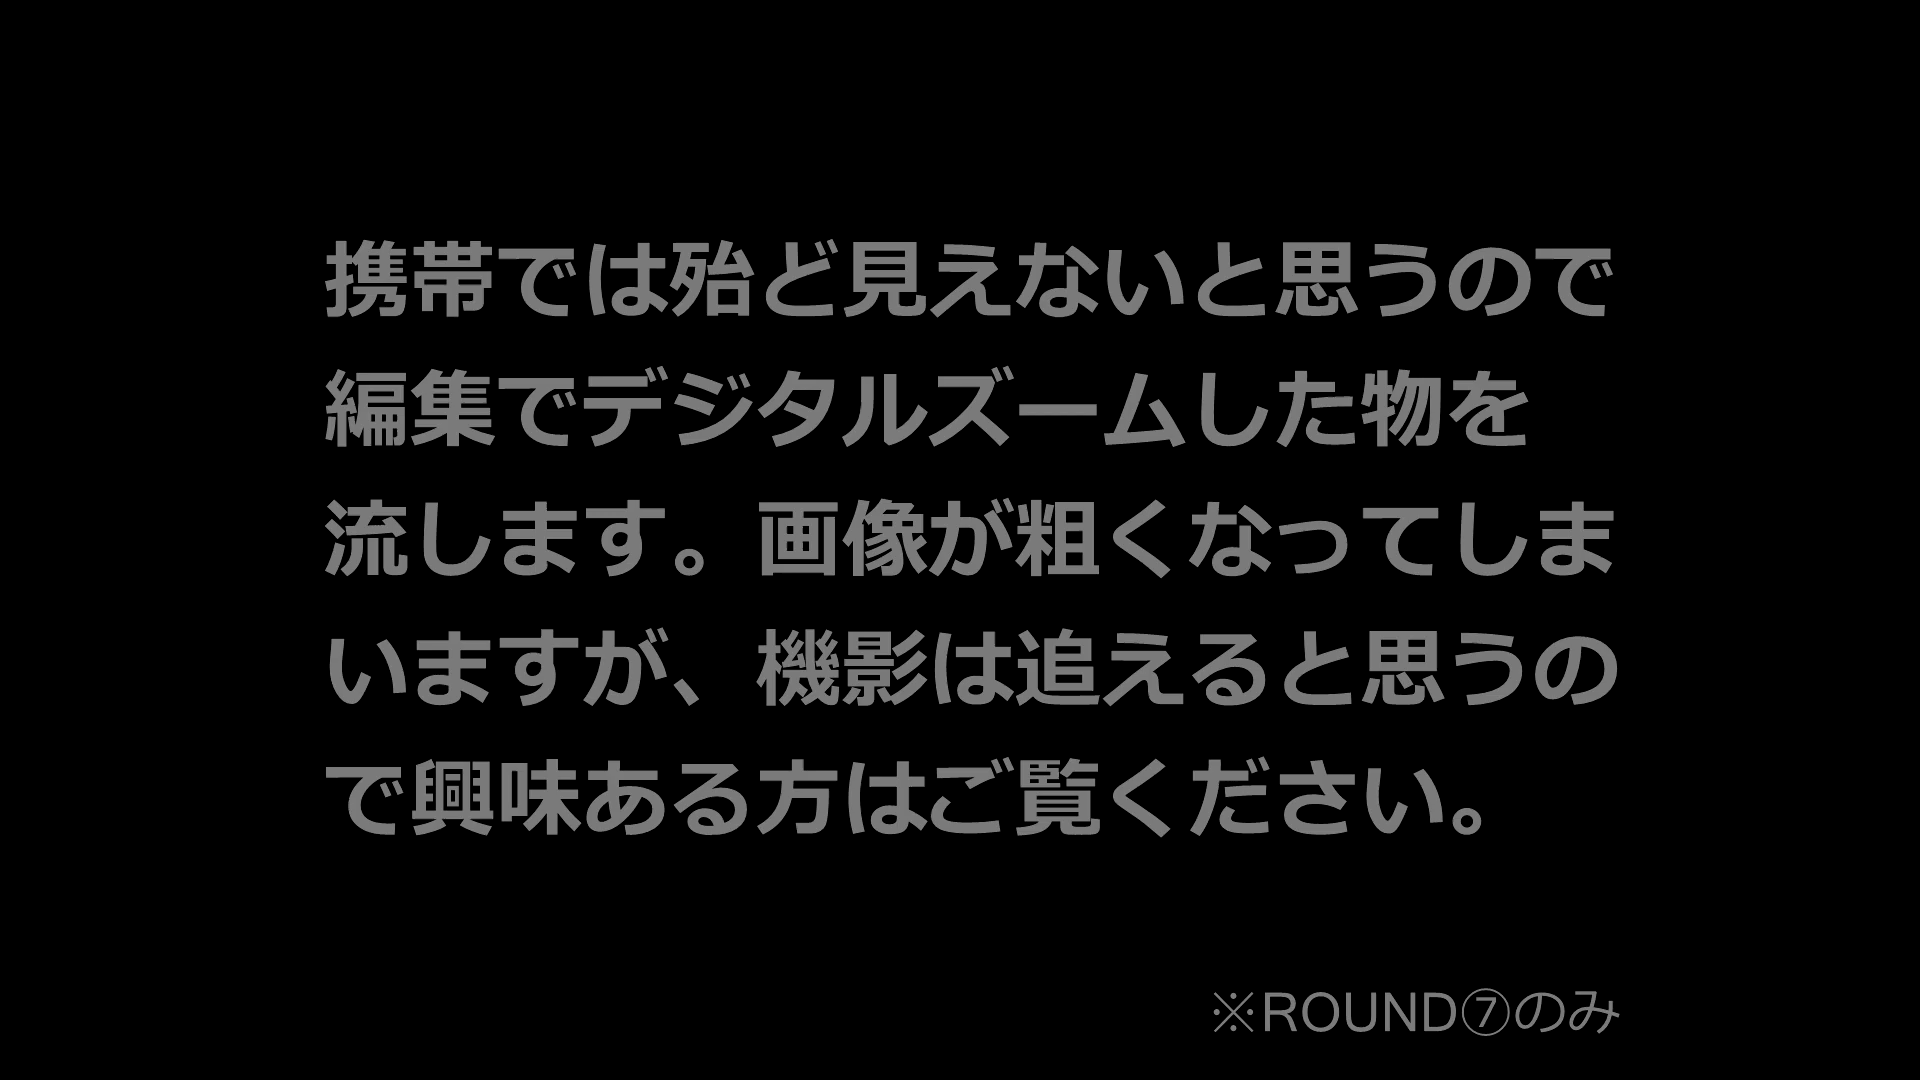 携帯では殆ど見えないと思うので
編集でデジタルズームした物を
流します。画像が粗くなってしま
いますが、機影は追えると思うの
で興味ある方はご覧ください。
※ROUND⑦のみ